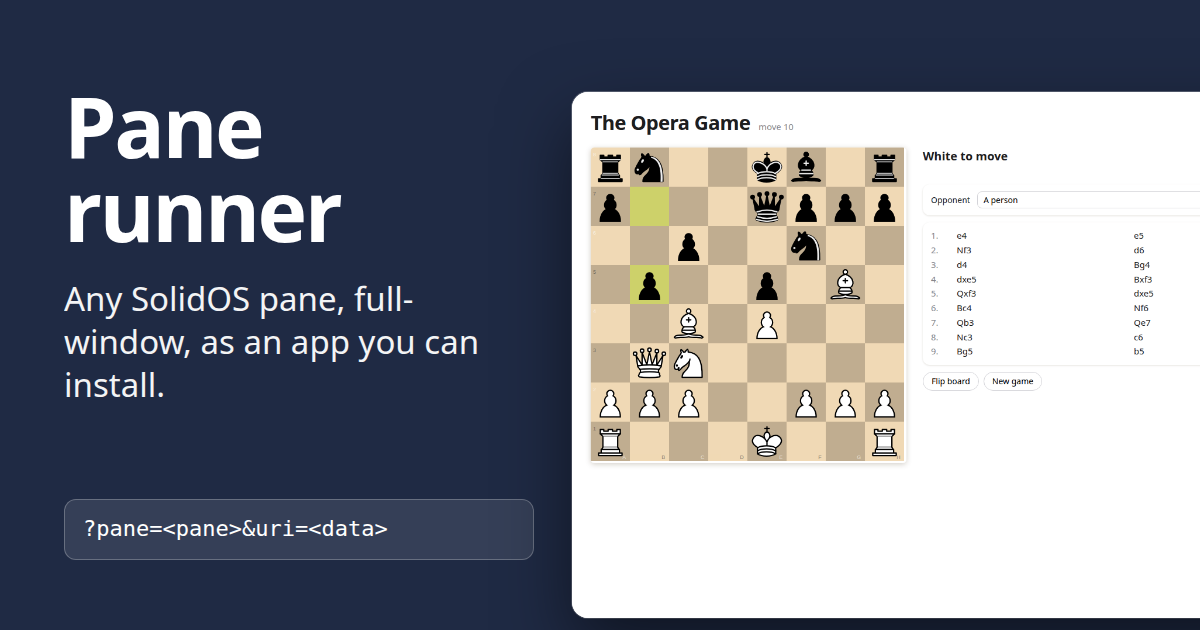 Pane
runner
Any SolidOS pane, full-
window, as an app you can
install.
?pane=<pane>&uri=<data>
The Opera Game move 10
White to move
Opponent A person
1. e4 e5
2. Nf3 d6
3. d4 Bg4
4. dxe5 Bxf3
5. Qxf3 dxe5
6. Bc4 Nf6
7. Qb3 Qe7
8. Nc3 c6
9. Bg5 b5
Flip board New game